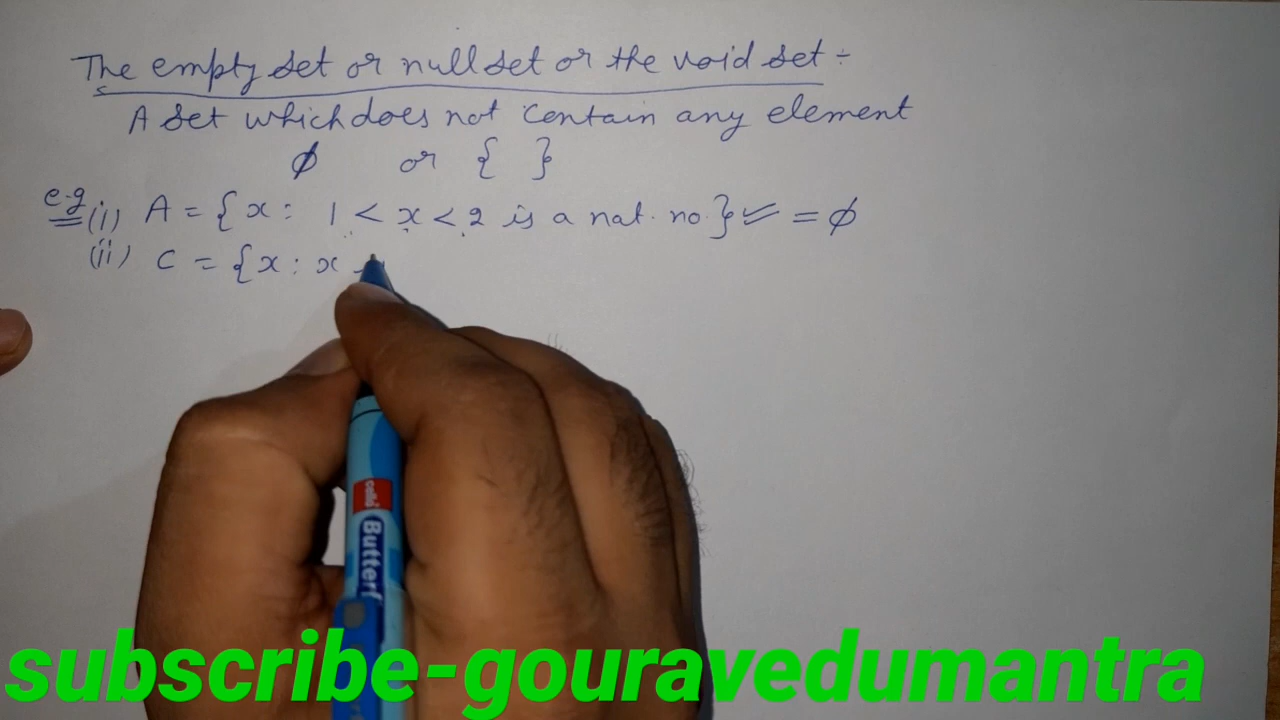 The empty set or null set or the void set ÷
A set which does not contain any element
ϕ or { }
e.g (i) A = { x : 1 < x < 2 is a nat. no. } = ϕ
(ii) C = { x : x
cello Butterf
subscribe-gouravedumantra